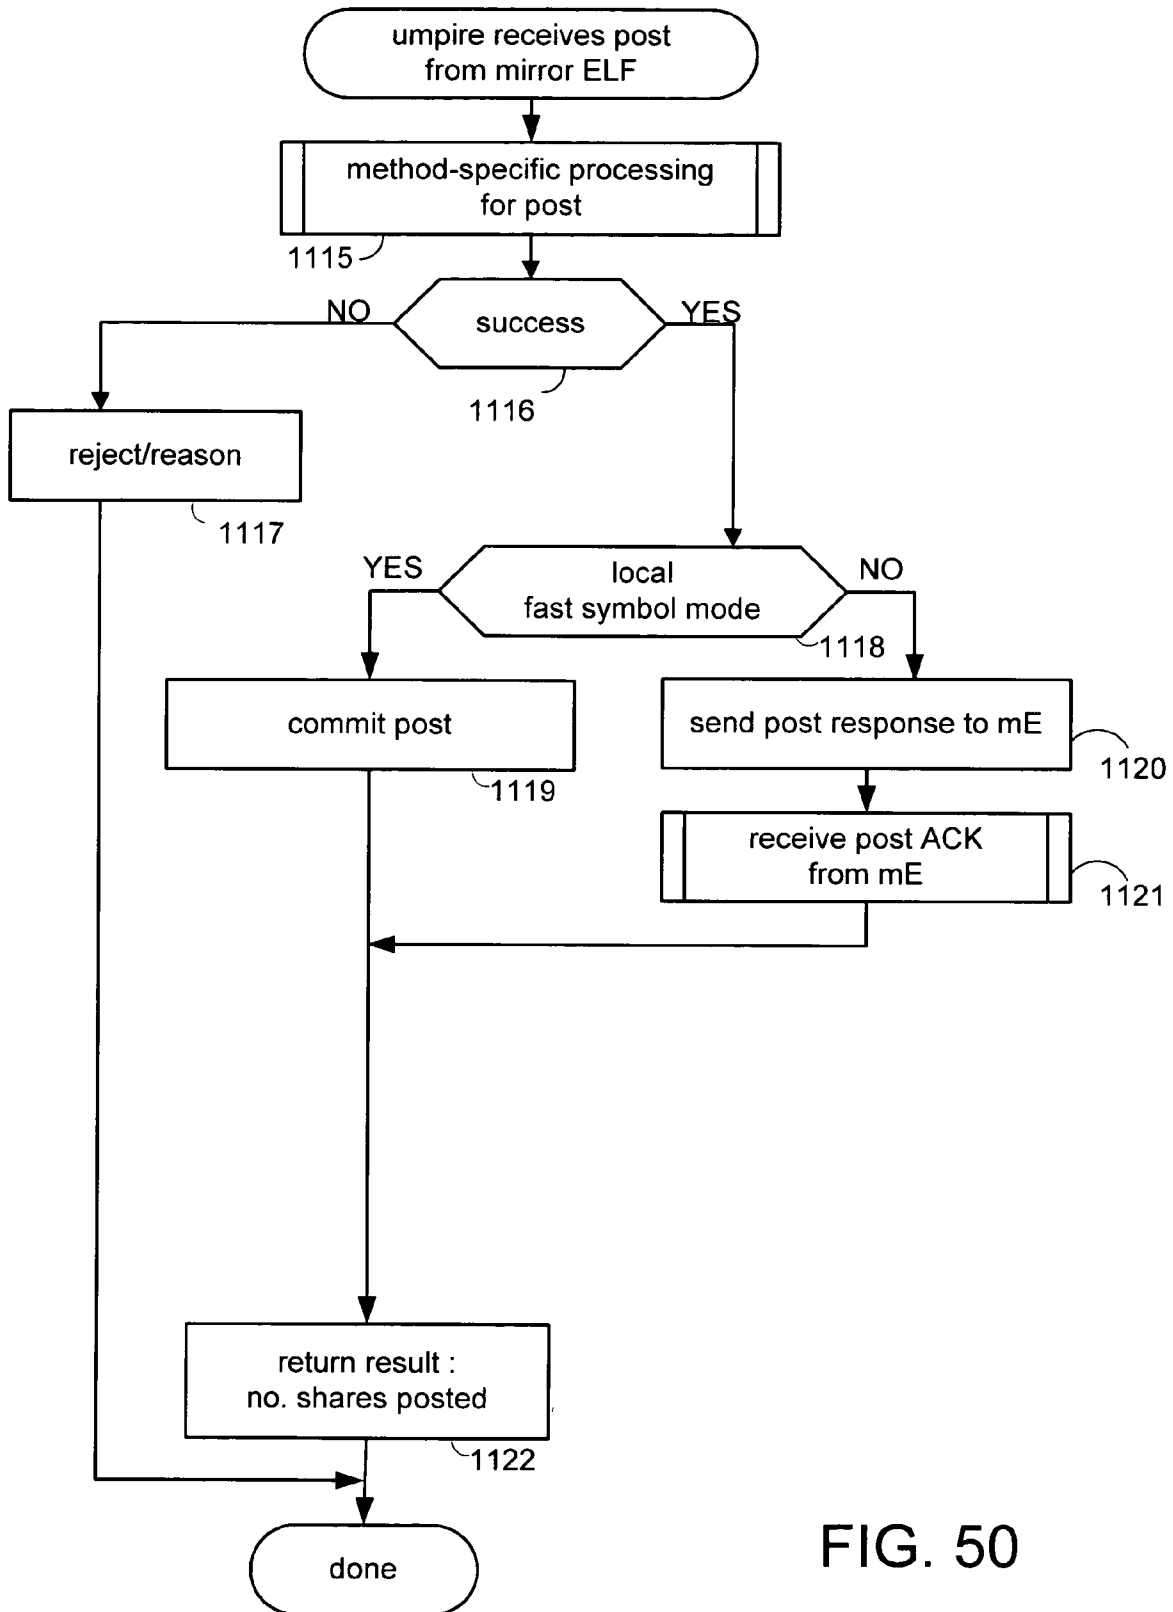 umpire receives post
from mirror ELF
method-specific processing
for post
1115
NO
YES
success
1116
reject/reason
1117
YES
NO
local
fast symbol mode
1118
commit post
1119
send post response to mE
1120
receive post ACK
from mE
1121
return result :
no. shares posted
1122
done
FIG. 50